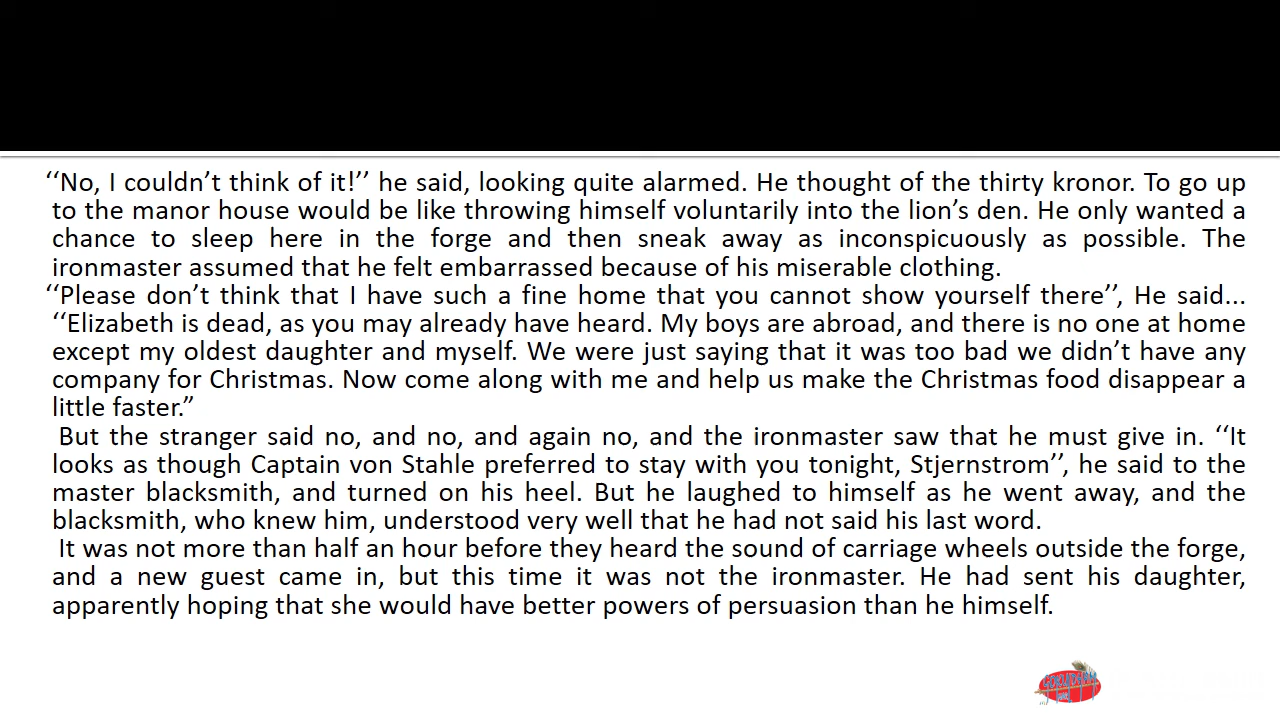 ‘‘No, I couldn’t think of it!’’ he said, looking quite alarmed. He thought of the thirty kronor. To go up
to the manor house would be like throwing himself voluntarily into the lion’s den. He only wanted a
chance to sleep here in the forge and then sneak away as inconspicuously as possible. The
ironmaster assumed that he felt embarrassed because of his miserable clothing.
‘‘Please don’t think that I have such a fine home that you cannot show yourself there’’, He said...
‘‘Elizabeth is dead, as you may already have heard. My boys are abroad, and there is no one at home
except my oldest daughter and myself. We were just saying that it was too bad we didn’t have any
company for Christmas. Now come along with me and help us make the Christmas food disappear a
little faster.”
But the stranger said no, and no, and again no, and the ironmaster saw that he must give in. ‘‘It
looks as though Captain von Stahle preferred to stay with you tonight, Stjernstrom’’, he said to the
master blacksmith, and turned on his heel. But he laughed to himself as he went away, and the
blacksmith, who knew him, understood very well that he had not said his last word.
It was not more than half an hour before they heard the sound of carriage wheels outside the forge,
and a new guest came in, but this time it was not the ironmaster. He had sent his daughter,
apparently hoping that she would have better powers of persuasion than he himself.